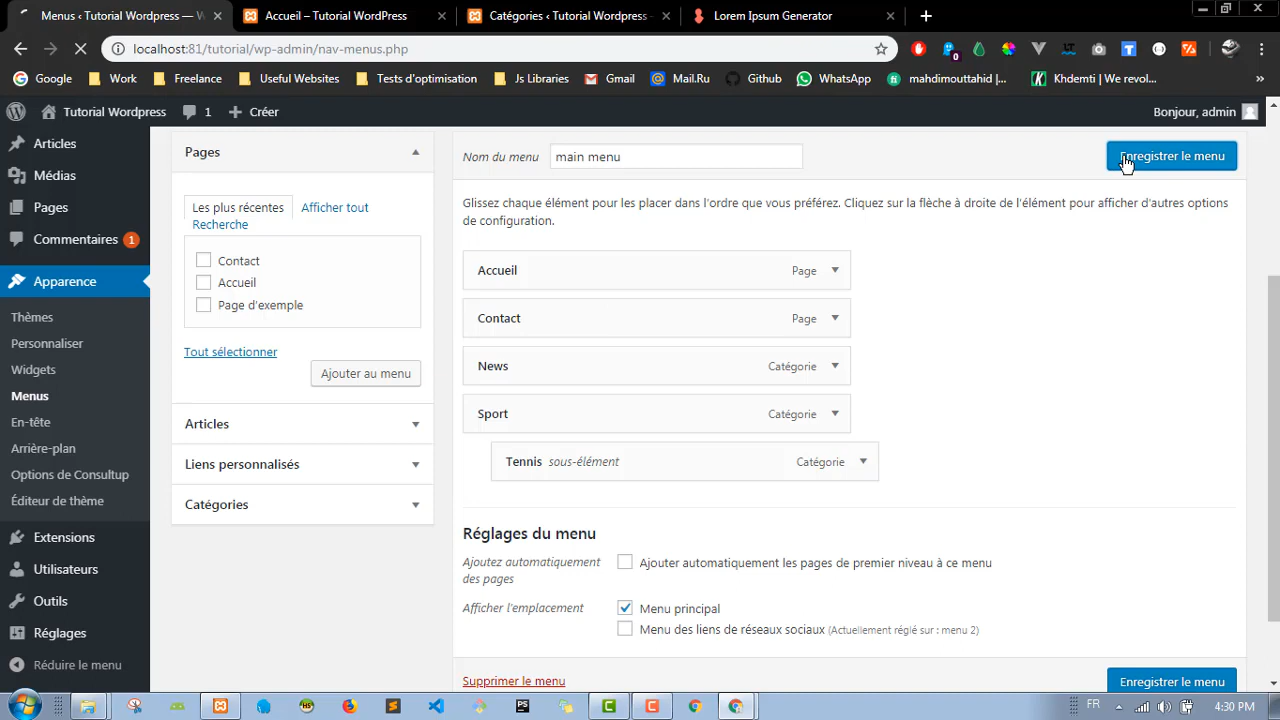 Menus ‹ Tutorial WordPress — W
Accueil – Tutorial WordPress
Catégories ‹ Tutorial WordPress
Lorem Ipsum Generator
localhost:81/tutorial/wp-admin/nav-menus.php
Google
Work
Freelance
Useful Websites
Tests d'optimisation
Js Libraries
Gmail
Mail.Ru
Github
WhatsApp
mahdimouttahid |...
Khdemti | We revol...
Tutorial Wordpress
1
Créer
Bonjour, admin
Articles
Médias
Pages
Commentaires 1
Apparence
Thèmes
Personnaliser
Widgets
Menus
En-tête
Arrière-plan
Options de Consultup
Éditeur de thème
Extensions
Utilisateurs
Outils
Réglages
Réduire le menu
Pages
Les plus récentes
Afficher tout
Recherche
Contact
Accueil
Page d'exemple
Tout sélectionner
Ajouter au menu
Articles
Liens personnalisés
Catégories
Nom du menu
main menu
Enregistrer le menu
Glissez chaque élément pour les placer dans l'ordre que vous préférez. Cliquez sur la flèche à droite de l'élément pour afficher d'autres options
de configuration.
Accueil Page
Contact Page
News Catégorie
Sport Catégorie
Tennis sous-élément Catégorie
Réglages du menu
Ajoutez automatiquement
des pages
Ajouter automatiquement les pages de premier niveau à ce menu
Afficher l'emplacement
Menu principal
Menu des liens de réseaux sociaux (Actuellement réglé sur : menu 2)
Supprimer le menu
Enregistrer le menu
FR
4:30 PM